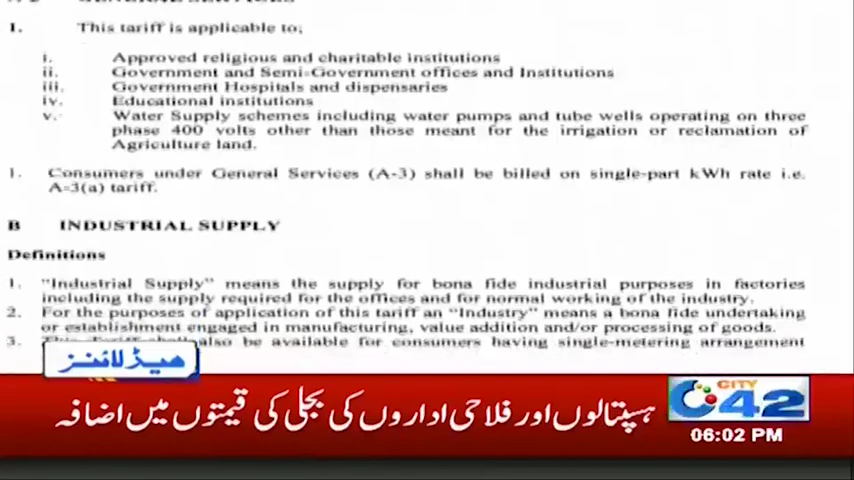 GENERAL SERVICES
1. This tariff is applicable to;
i. Approved religious and charitable institutions
ii. Government and Semi-Government offices and Institutions
iii. Government Hospitals and dispensaries
iv. Educational institutions
v. Water Supply schemes including water pumps and tube wells operating on three
phase 400 volts other than those meant for the irrigation or reclamation of
Agriculture land.
1. Consumers under General Services (A-3) shall be billed on single-part kWh rate i.e.
A-3(a) tariff.
B INDUSTRIAL SUPPLY
Definitions
1. "Industrial Supply" means the supply for bona fide industrial purposes in factories
including the supply required for the offices and for normal working of the industry.
2. For the purposes of application of this tariff an "Industry" means a bona fide undertaking
or establishment engaged in manufacturing, value addition and/or processing of goods.
3. This Tariff shall also be available for consumers having single-metering arrangement
ہیڈلائنز
ہسپتالوں اور فلاحی اداروں کی بجلی کی قیمتوں میں اضافہ
CITY
42
06:02 PM